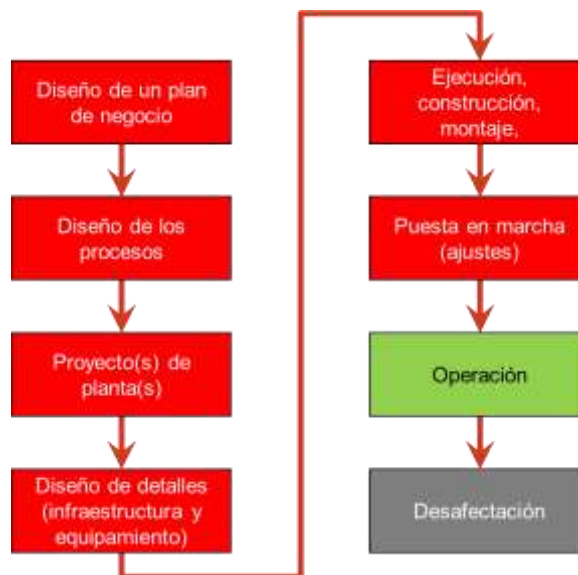 Diseño de un plan
de negocio
Diseño de los
procesos
Proyecto(s) de
planta(s)
Diseño de detalles
(infraestructura y
equipamiento)
Ejecución,
construcción,
montaje,
Puesta en marcha
(ajustes)
Operación
Desafectación